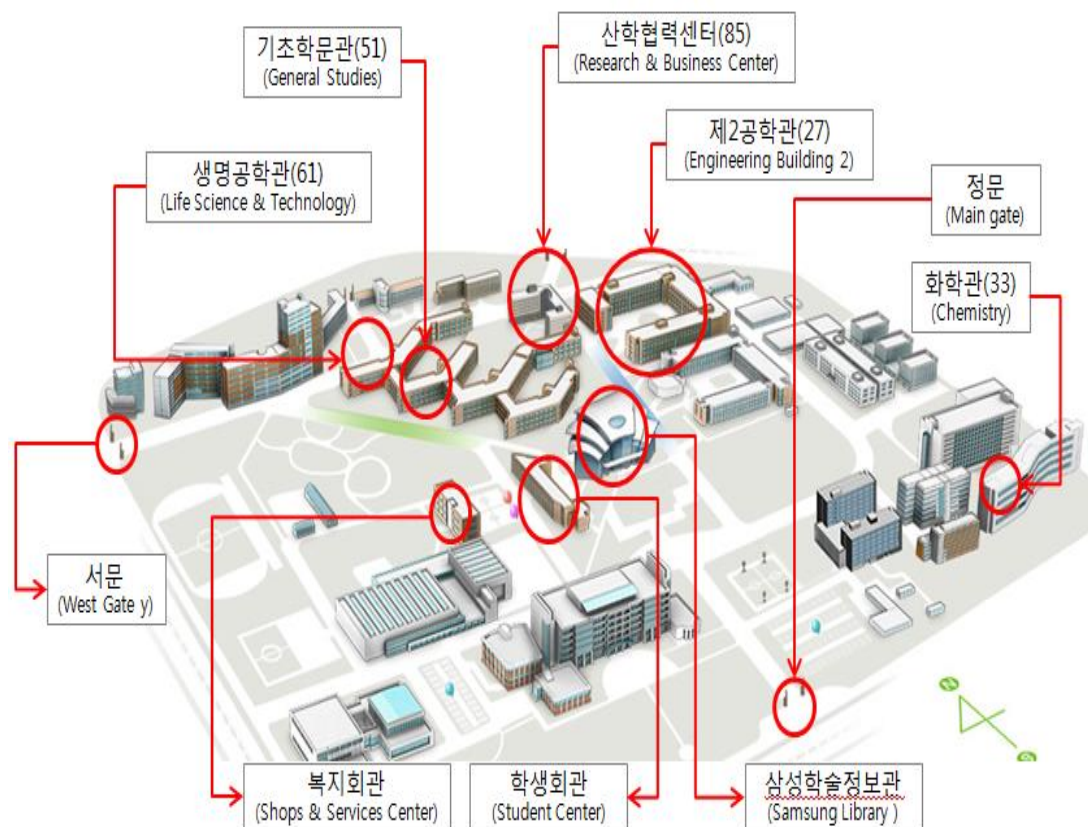 산학협력센터(85)
(Research & Business Center)
기초학문관(51)
(General Studies)
제2공학관(27)
(Engineering Building 2)
생명공학관(61)
(Life Science & Technology)
정문
(Main gate)
화학관(33)
(Chemistry)
서문
(West Gate y)
N
S
복지회관
(Shops & Services Center)
학생회관
(Student Center)
삼성학술정보관
(Samsung Library )